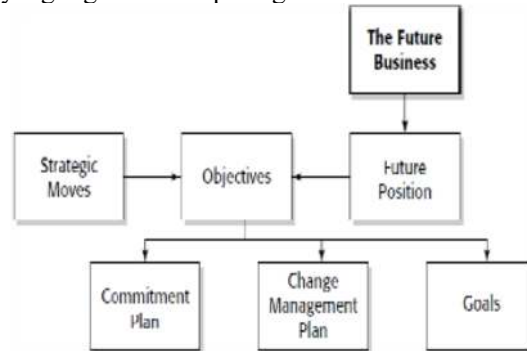 The Future
Business
Strategic
Moves
Objectives
Future
Position
Commitment
Plan
Change
Management
Plan
Goals